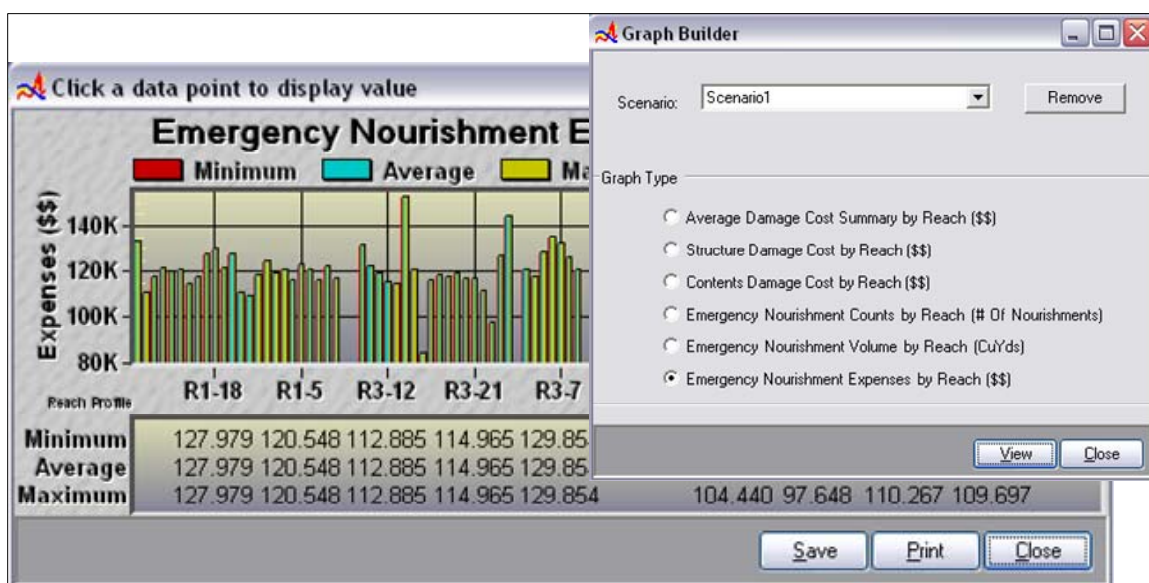 Click a data point to display value
Emergency Nourishment E
Minimum Average Ma
Expenses ($$)
140K
120K
100K
80K
Reach Profile R1-18 R1-5 R3-12 R3-21 R3-7
Minimum 127.979 120.548 112.885 114.965 129.854
Average 127.979 120.548 112.885 114.965 129.854
Maximum 127.979 120.548 112.885 114.965 129.854 104.440 97.648 110.267 109.697
Save Print Close
Graph Builder
Scenario: Scenario1 Remove
Graph Type
Average Damage Cost Summary by Reach ($$)
Structure Damage Cost by Reach ($$)
Contents Damage Cost by Reach ($$)
Emergency Nourishment Counts by Reach (# Of Nourishments)
Emergency Nourishment Volume by Reach (CuYds)
Emergency Nourishment Expenses by Reach ($$)
View Close